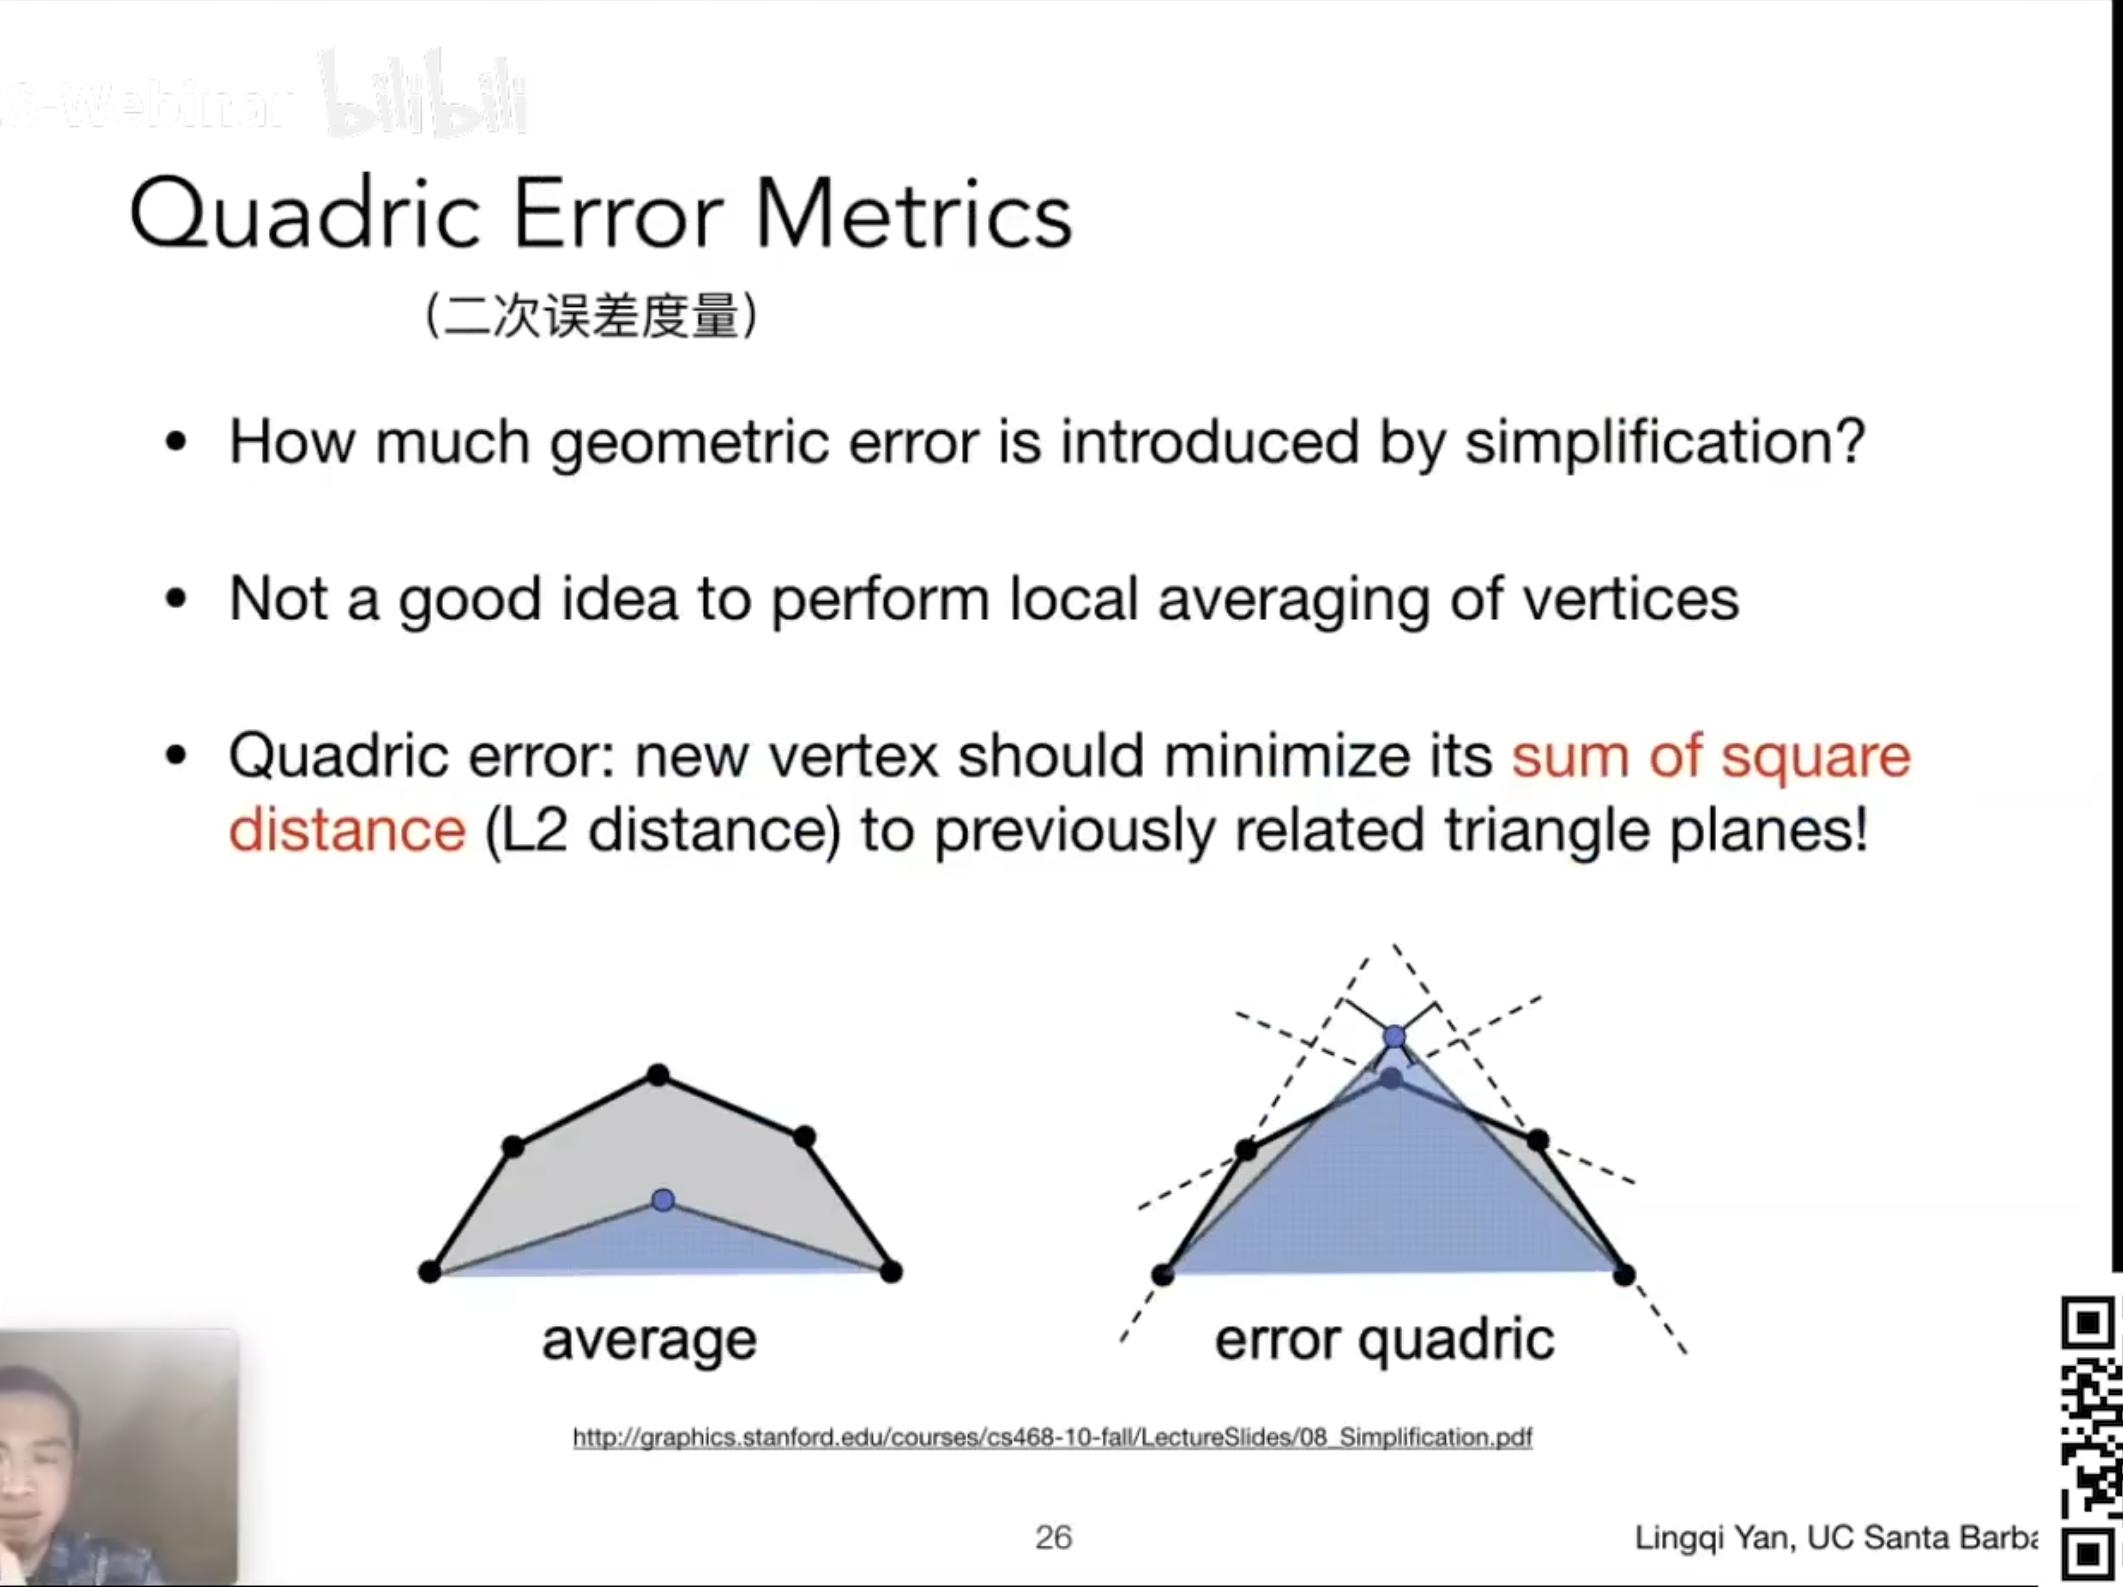 S-Webinar bilibili
Quadric Error Metrics
(二次误差度量)
• How much geometric error is introduced by simplification?
• Not a good idea to perform local averaging of vertices
• Quadric error: new vertex should minimize its sum of square
distance (L2 distance) to previously related triangle planes!
average
error quadric
http://graphics.stanford.edu/courses/cs468-10-fall/LectureSlides/08_Simplification.pdf
26
Lingqi Yan, UC Santa Barba